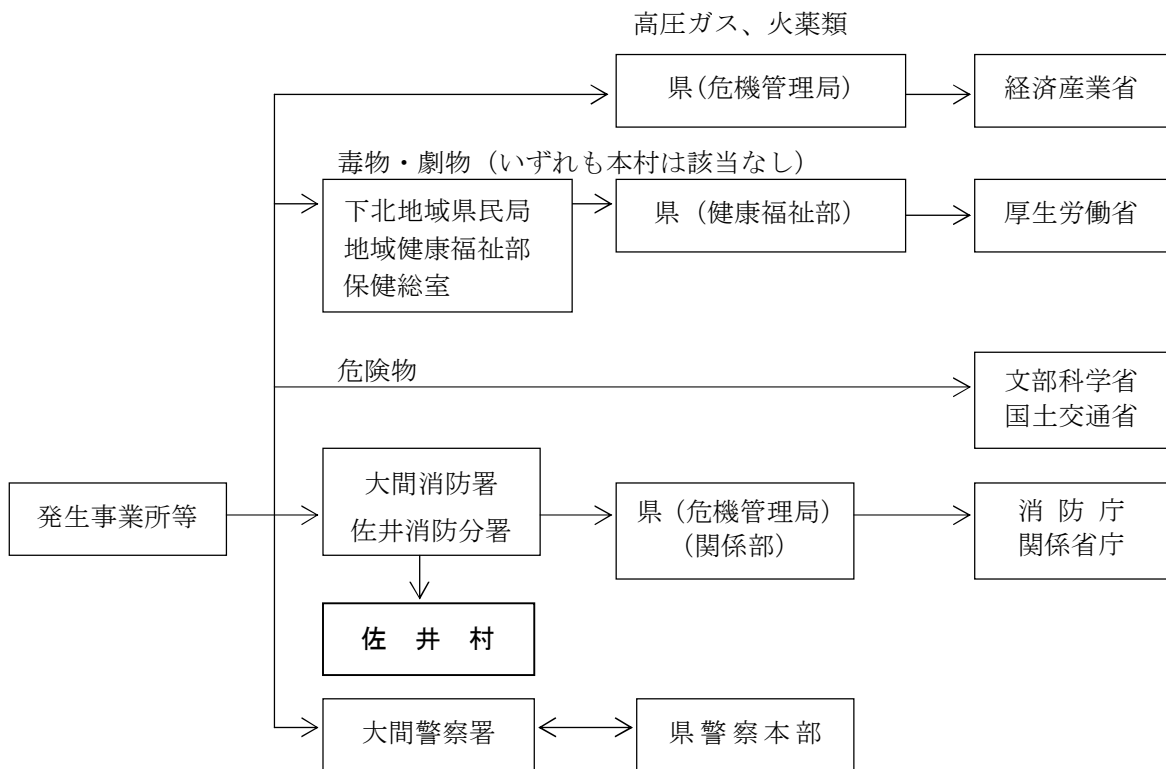 高圧ガス、火薬類
県(危機管理局)
経済産業省
毒物・劇物（いずれも本村は該当なし）
下北地域県民局
地域健康福祉部
保健総室
県（健康福祉部）
厚生労働省
危険物
文部科学省
国土交通省
発生事業所等
大間消防署
佐井消防分署
県（危機管理局）
（関係部）
消 防 庁
関係省庁
佐 井 村
大間警察署
県警察本部